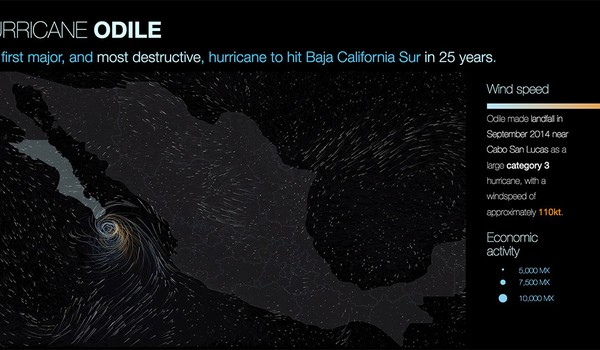 URRICANE ODILE
first major, and most destructive, hurricane to hit Baja California Sur in 25 years.
Wind speed
Odile made landfall in
September 2014 near
Cabo San Lucas as a
large category 3
hurricane, with a
windspeed of
approximately 110kt.
Economic
activity
5,000 MX
7,500 MX
10,000 MX